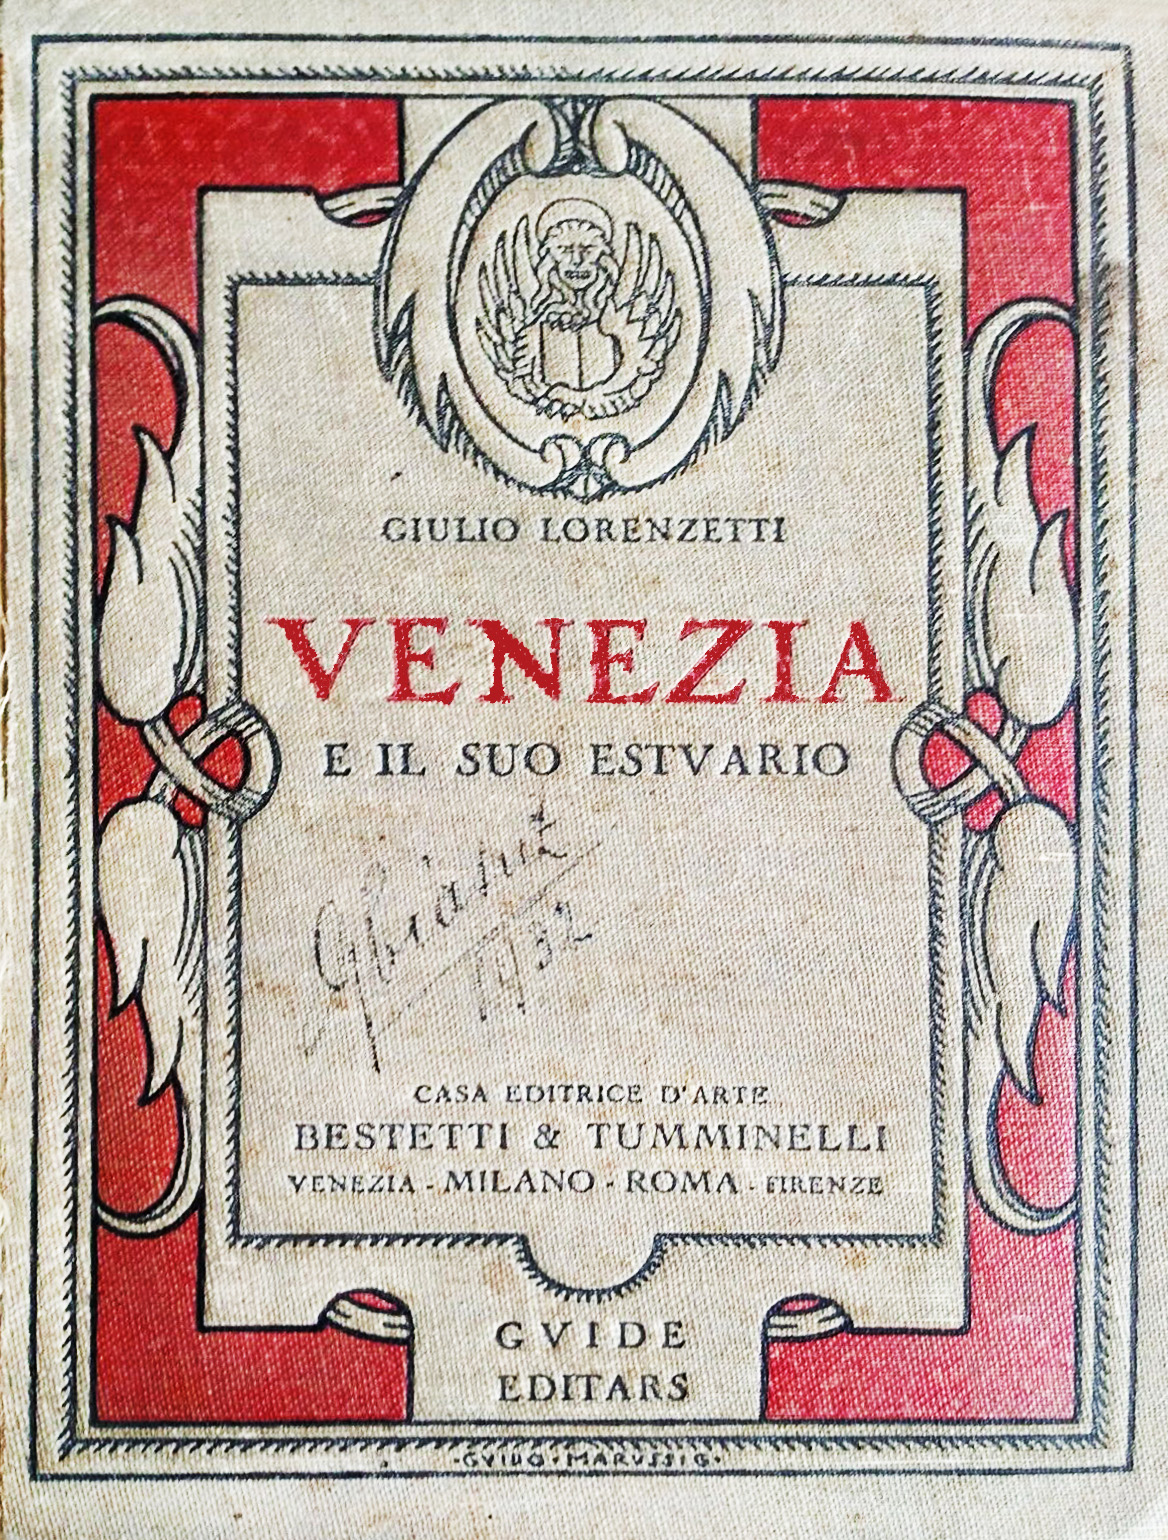 GIULIO LORENZETTI
VENEZIA
E IL SUO ESTVARIO
1932
CASA EDITRICE D'ARTE
BESTETTI & TUMMINELLI
VENEZIA - MILANO - ROMA - FIRENZE
GVIDE
EDITARS
·GVIDO·MARVSSIG·